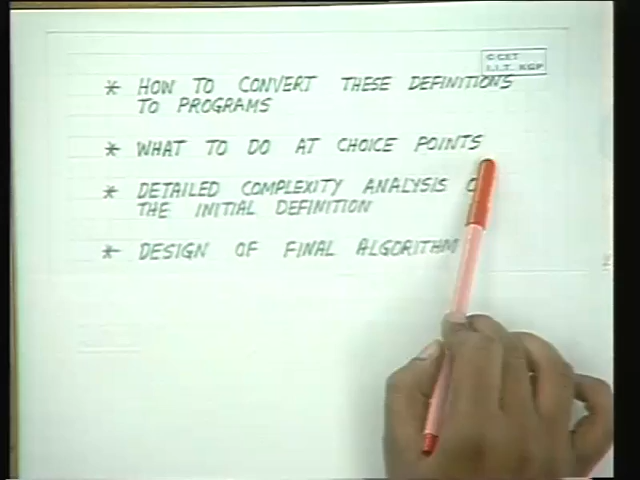 © CET
I.I.T. KGP
* HOW TO CONVERT THESE DEFINITIONS
TO PROGRAMS
* WHAT TO DO AT CHOICE POINTS
* DETAILED COMPLEXITY ANALYSIS
THE INITIAL DEFINITION
* DESIGN OF FINAL ALGORITHM